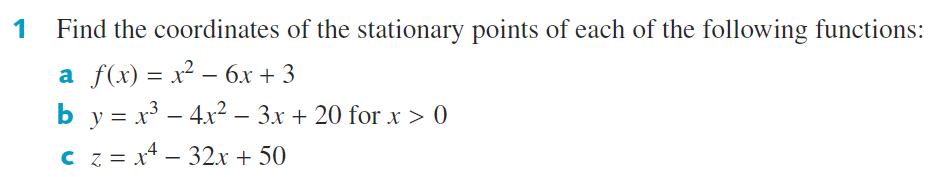 1 Find the coordinates of the stationary points of each of the following functions:
a f(x) = x² – 6x + 3
b y = x³ – 4x² – 3x + 20 for x > 0
c z = x⁴ – 32x + 50